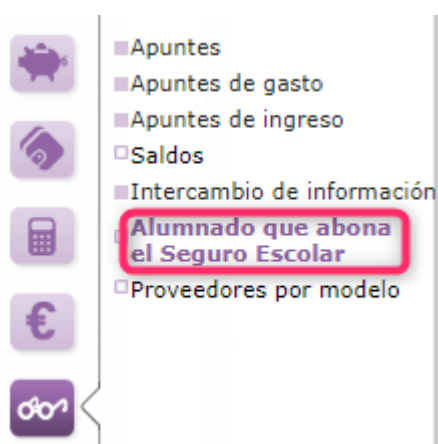 Apuntes
Apuntes de gasto
Apuntes de ingreso
Saldos
Intercambio de información
Alumnado que abona
el Seguro Escolar
Proveedores por modelo
€